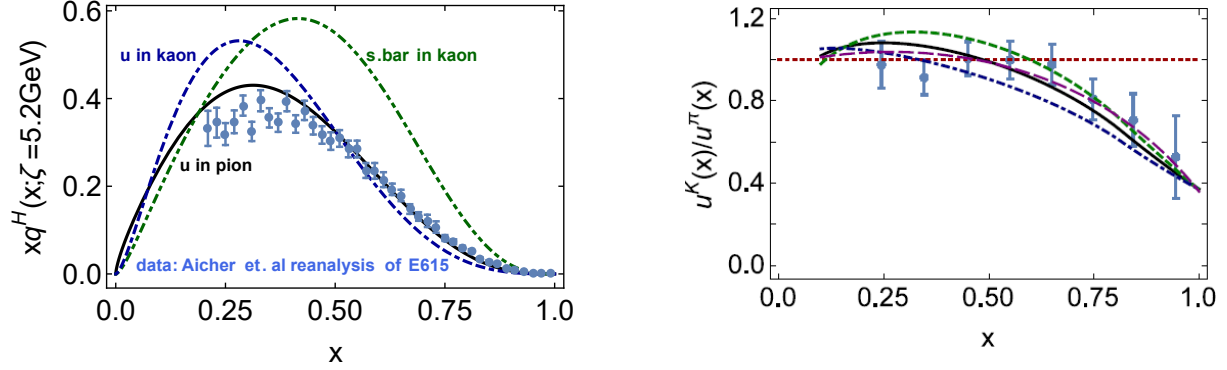 xq^H(x;ζ=5.2GeV)
0.6
0.4
0.2
0.0
u in kaon
s.bar in kaon
u in pion
data: Aicher et. al reanalysis of E615
0.0 0.25 0.50 0.75 1.0
x
u^K(x)/u^π(x)
1.2
0.8
0.4
0.0
0.0 0.25 0.50 0.75 1.0
x